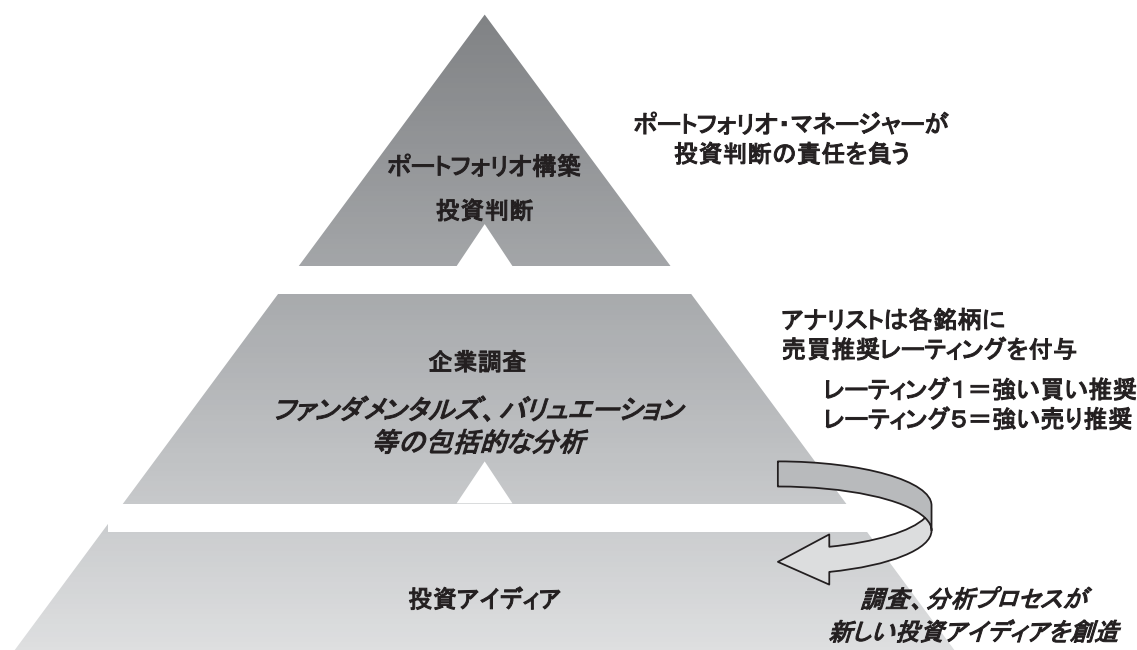 ポートフォリオ・マネージャーが
投資判断の責任を負う
ポートフォリオ構築
投資判断
アナリストは各銘柄に
売買推奨レーティングを付与
レーティング1=強い買い推奨
レーティング5=強い売り推奨
企業調査
ファンダメンタルズ、バリュエーション
等の包括的な分析
投資アイディア
調査、分析プロセスが
新しい投資アイディアを創造